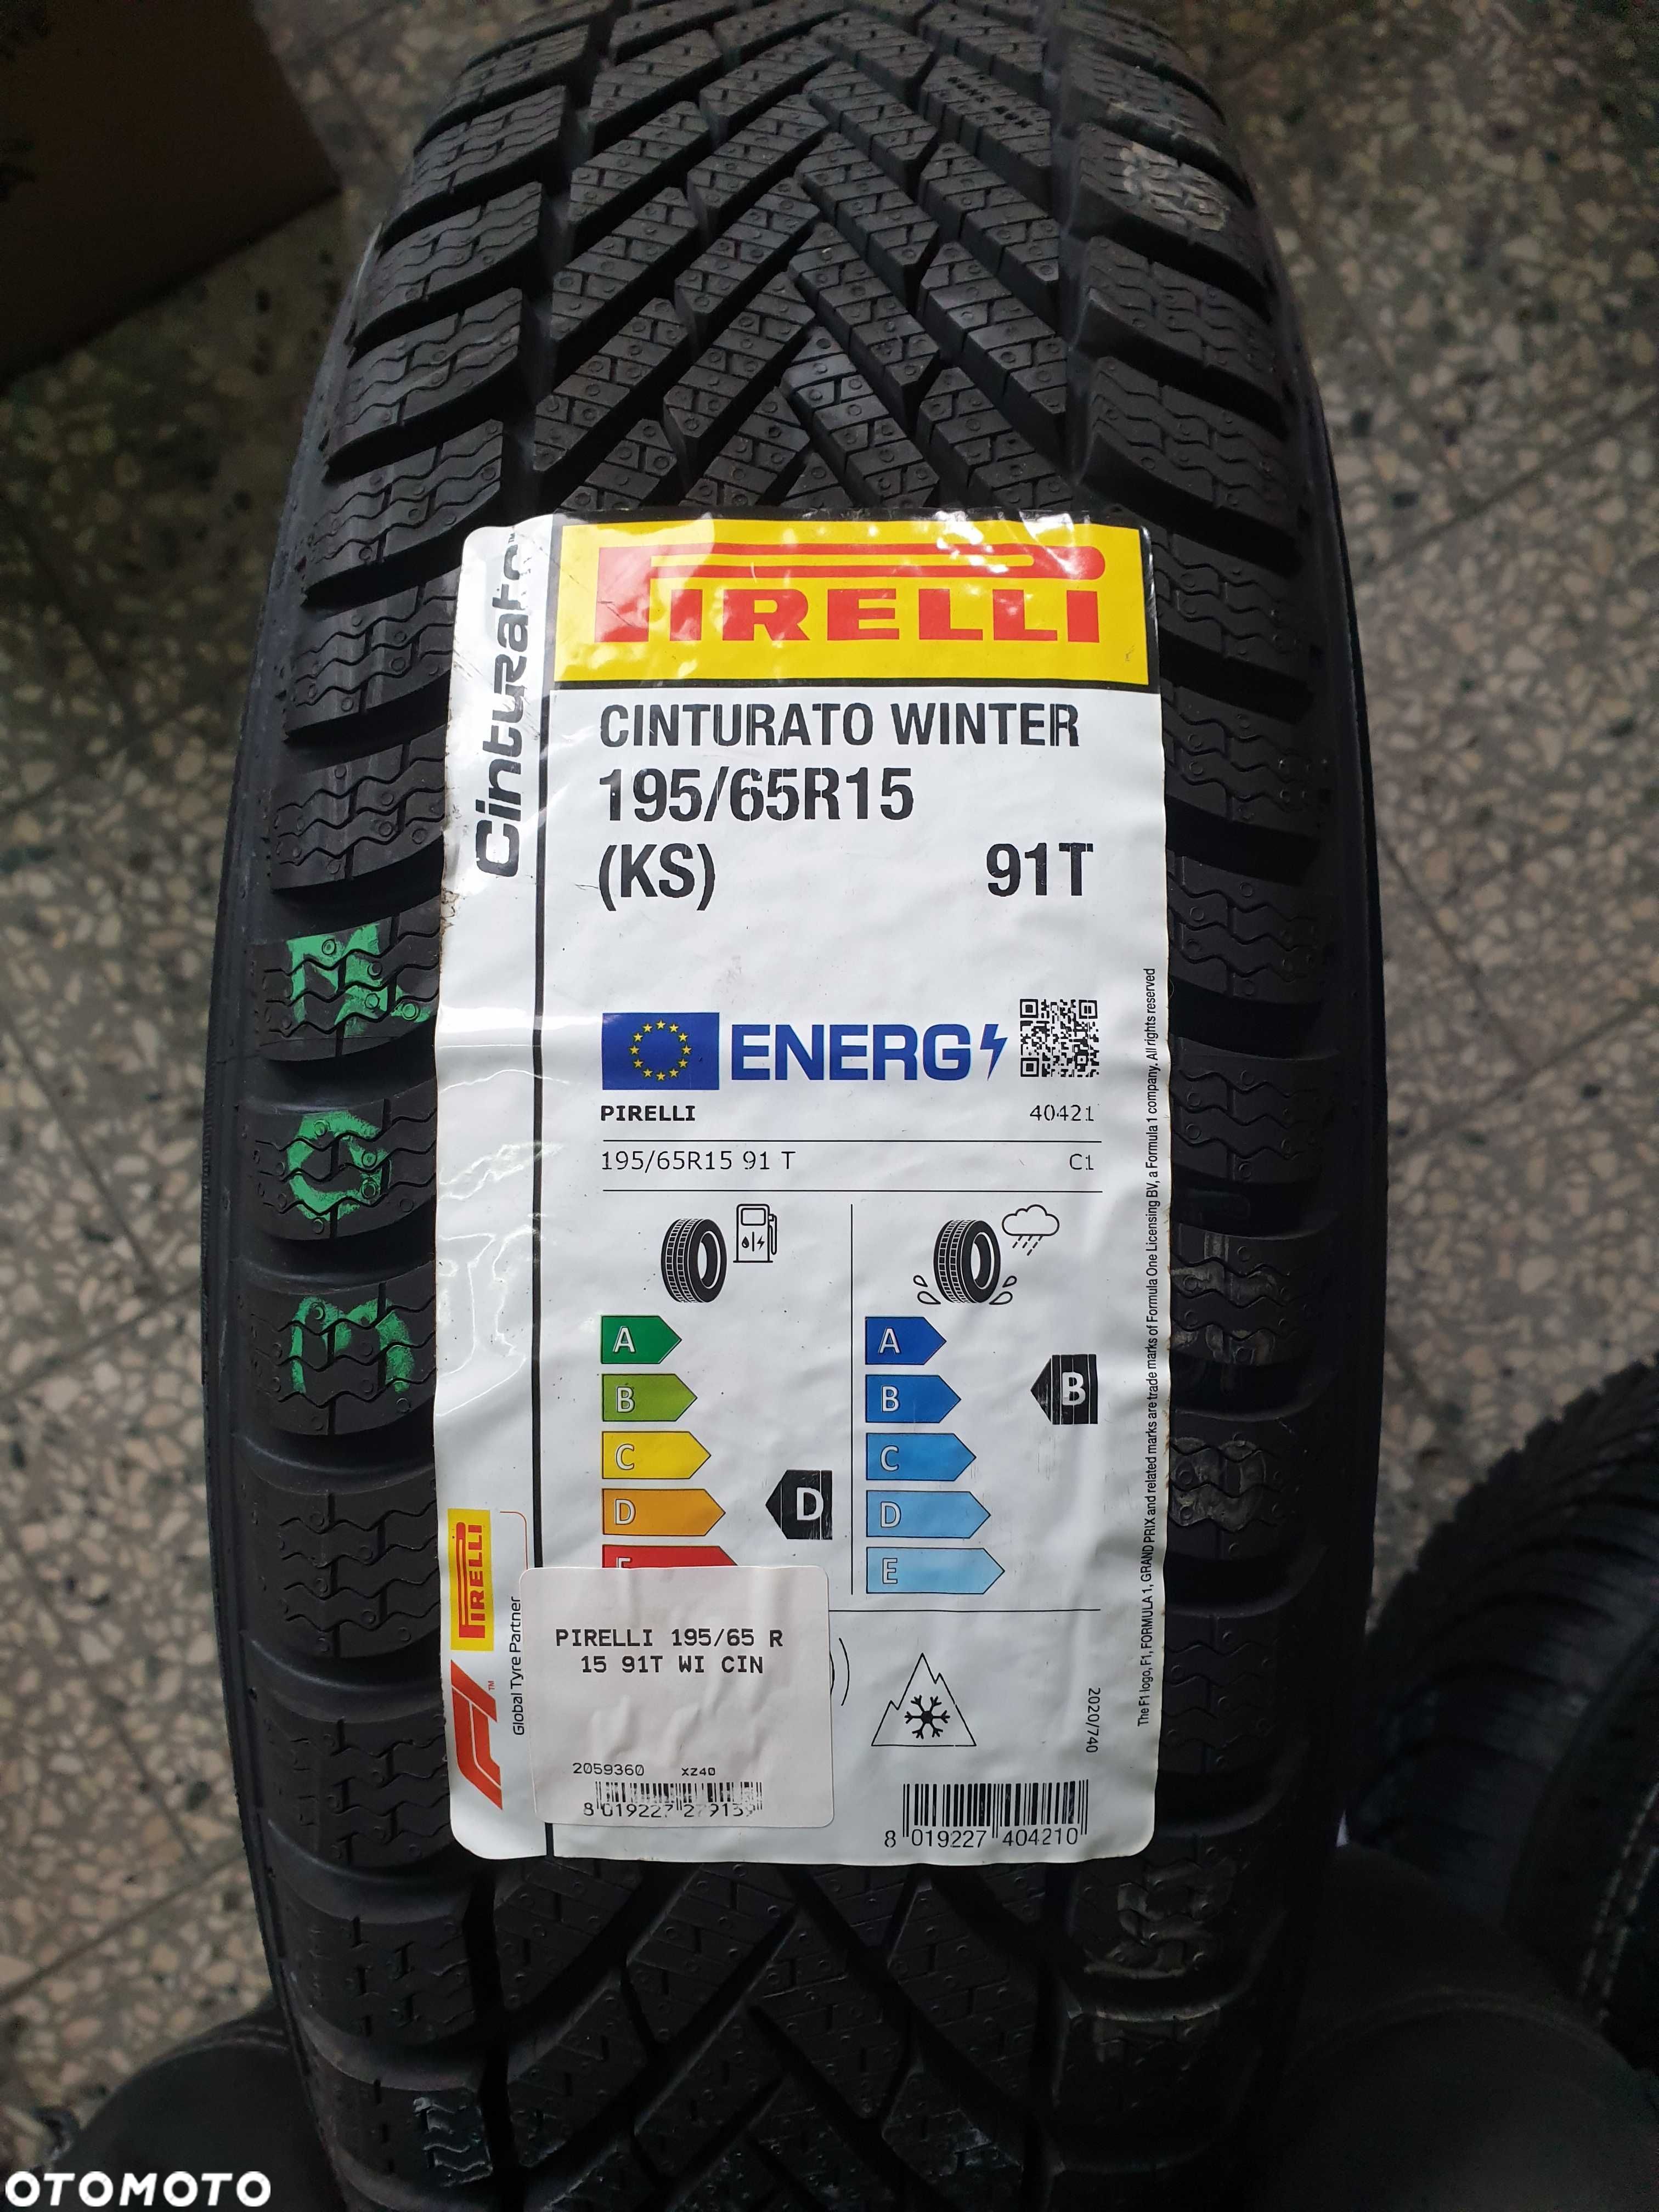 Cinturato™
PIRELLI
CINTURATO WINTER
195/65R15
(KS) 91T
ENERG
PIRELLI 40421
195/65R15 91 T C1
A
B
C
D
D
A
B
C
D
E
B
PIRELLI
F1™
Global Tyre Partner
PIRELLI 195/65 R
15 91T WI CIN
2059360 XZ40
2020/740
8 019227 404210
The F1 logo, F1, FORMULA 1, GRAND PRIX and related marks are trade marks of Formula One Licensing BV, a Formula 1 company. All rights reserved
OTOMOTO